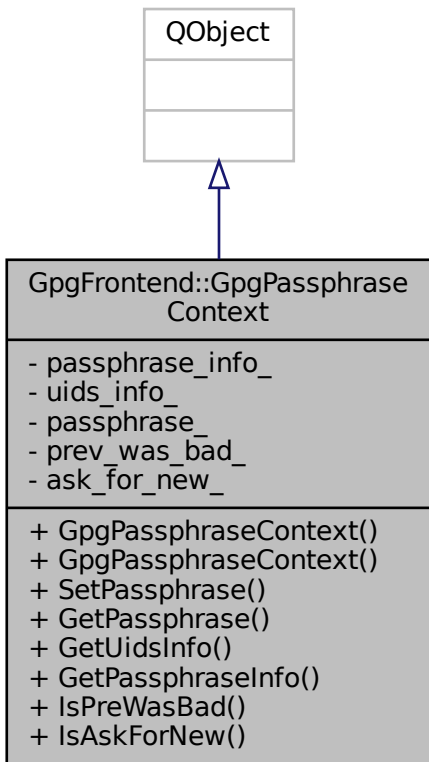 QObject
GpgFrontend::GpgPassphrase
Context
- passphrase_info_
- uids_info_
- passphrase_
- prev_was_bad_
- ask_for_new_
+ GpgPassphraseContext()
+ GpgPassphraseContext()
+ SetPassphrase()
+ GetPassphrase()
+ GetUidsInfo()
+ GetPassphraseInfo()
+ IsPreWasBad()
+ IsAskForNew()